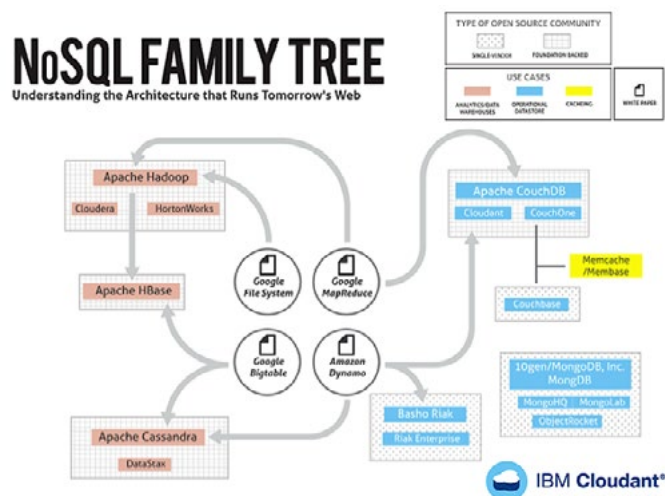 NoSQL FAMILY TREE
Understanding the Architecture that Runs Tomorrow's Web
TYPE OF OPEN SOURCE COMMUNITY
SINGLE VENDOR
FOUNDATION-BACKED
USE CASES
ANALYTICS/DATA
WAREHOUSES
OPERATIONAL
DATASTORE
CACHING
WHITE PAPER
Apache Hadoop
Cloudera
HortonWorks
Apache CouchDB
Cloudant
CouchOne
Memcache
/Membase
Couchbase
Apache HBase
Google
File System
Google
MapReduce
Google
Bigtable
Amazon
Dynamo
10gen/MongoDB, Inc.
MongDB
MongoHQ
MongoLab
ObjectRocket
Basho Riak
Riak Enterprise
Apache Cassandra
DataStax
IBM Cloudant®